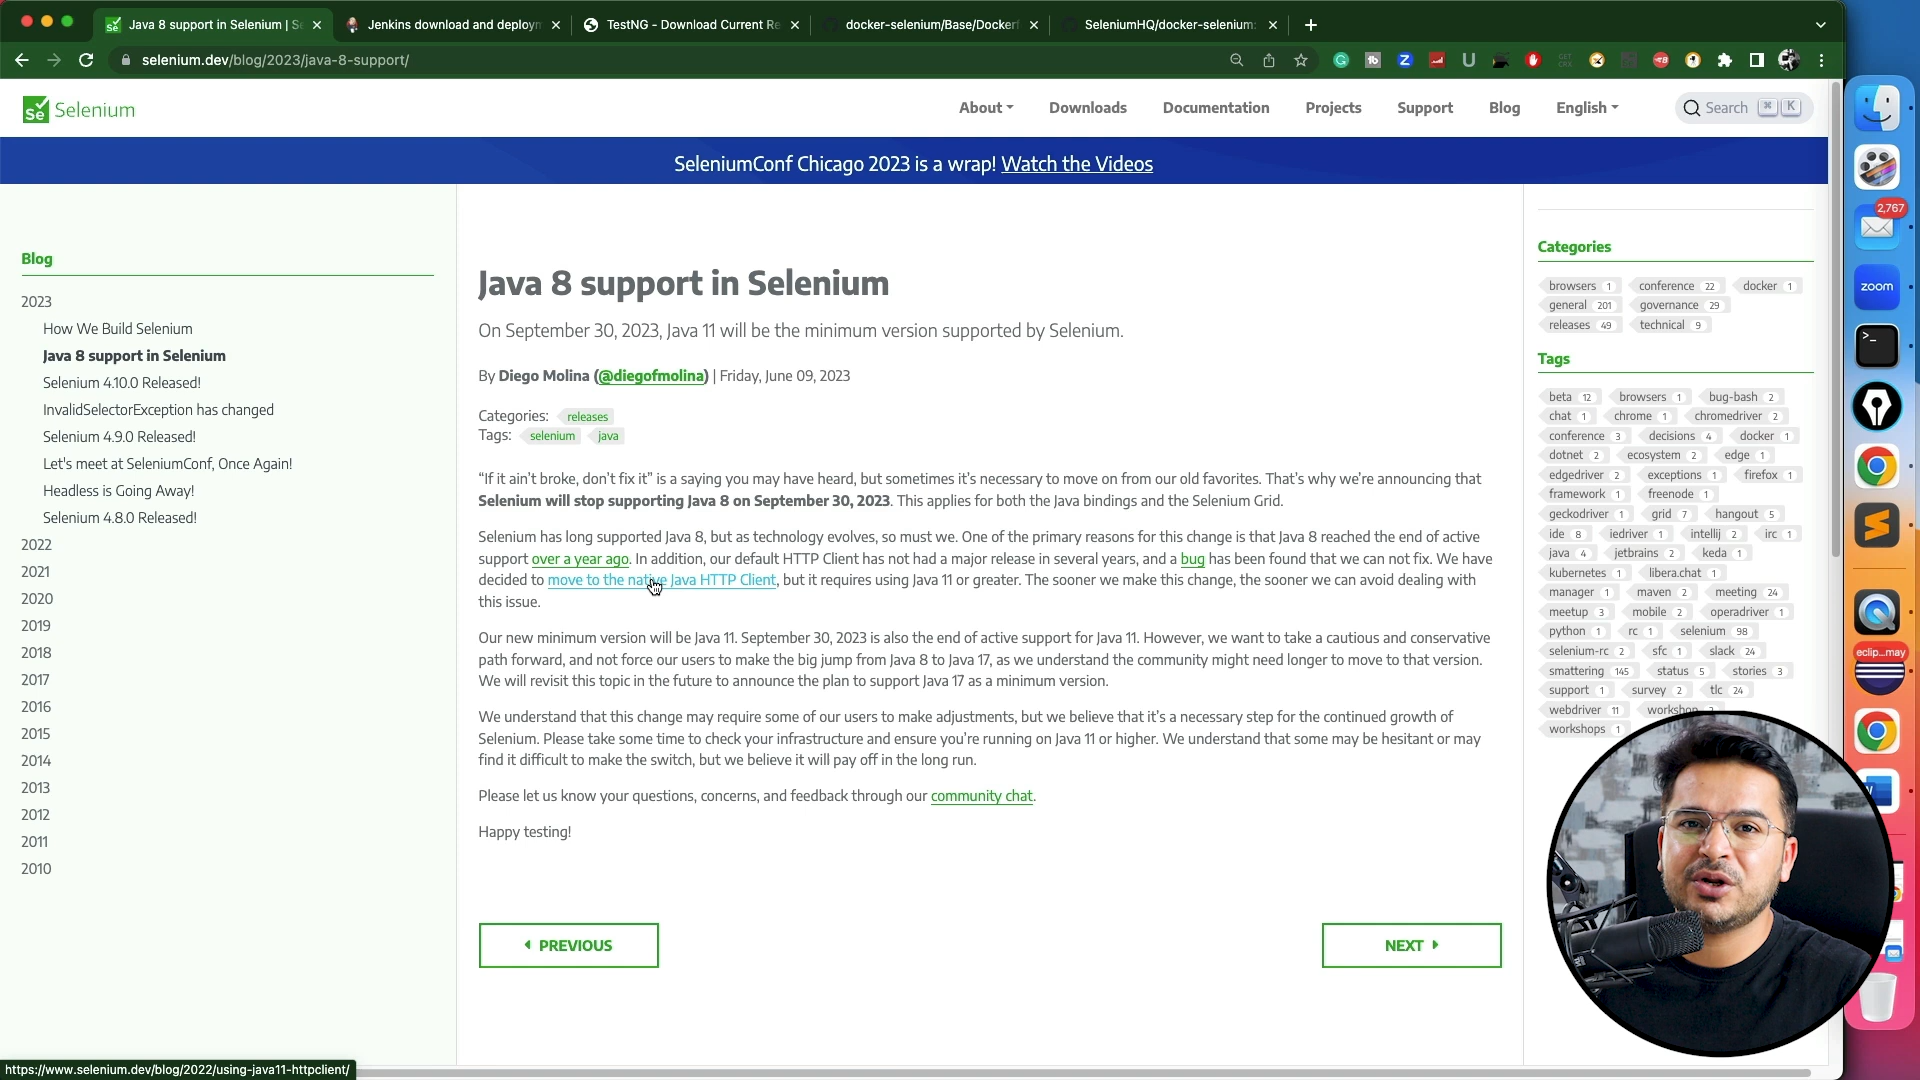 Java 8 support in Selenium | Se
Jenkins download and deploym
TestNG - Download Current Re
docker-selenium/Base/Dockerf
SeleniumHQ/docker-selenium:
selenium.dev/blog/2023/java-8-support/
Se Selenium
About
Downloads
Documentation
Projects
Support
Blog
English
Search ⌘ K
SeleniumConf Chicago 2023 is a wrap! Watch the Videos
Blog
2023
How We Build Selenium
Java 8 support in Selenium
Selenium 4.10.0 Released!
InvalidSelectorException has changed
Selenium 4.9.0 Released!
Let's meet at SeleniumConf, Once Again!
Headless is Going Away!
Selenium 4.8.0 Released!
2022
2021
2020
2019
2018
2017
2016
2015
2014
2013
2012
2011
2010
Java 8 support in Selenium
On September 30, 2023, Java 11 will be the minimum version supported by Selenium.
By Diego Molina (@diegofmolina) | Friday, June 09, 2023
Categories: releases
Tags: selenium java
“If it ain’t broke, don’t fix it” is a saying you may have heard, but sometimes it’s necessary to move on from our old favorites. That’s why we’re announcing that
Selenium will stop supporting Java 8 on September 30, 2023. This applies for both the Java bindings and the Selenium Grid.
Selenium has long supported Java 8, but as technology evolves, so must we. One of the primary reasons for this change is that Java 8 reached the end of active
support over a year ago. In addition, our default HTTP Client has not had a major release in several years, and a bug has been found that we can not fix. We have
decided to move to the native Java HTTP Client, but it requires using Java 11 or greater. The sooner we make this change, the sooner we can avoid dealing with
this issue.
Our new minimum version will be Java 11. September 30, 2023 is also the end of active support for Java 11. However, we want to take a cautious and conservative
path forward, and not force our users to make the big jump from Java 8 to Java 17, as we understand the community might need longer to move to that version.
We will revisit this topic in the future to announce the plan to support Java 17 as a minimum version.
We understand that this change may require some of our users to make adjustments, but we believe that it’s a necessary step for the continued growth of
Selenium. Please take some time to check your infrastructure and ensure you’re running on Java 11 or higher. We understand that some may be hesitant or may
find it difficult to make the switch, but we believe it will pay off in the long run.
Please let us know your questions, concerns, and feedback through our community chat.
Happy testing!
PREVIOUS
NEXT
Categories
browsers 1 conference 22 docker 1
general 201 governance 29
releases 49 technical 9
Tags
beta 12 browsers 1 bug-bash 2
chat 1 chrome 1 chromedriver 2
conference 3 decisions 4 docker 1
dotnet 2 ecosystem 2 edge 1
edgedriver 2 exceptions 1 firefox 1
framework 1 freenode 1
geckodriver 1 grid 7 hangout 5
ide 8 iedriver 1 intellij 2 irc 1
java 4 jetbrains 2 keda 1
kubernetes 1 libera.chat 1
manager 1 maven 2 meeting 24
meetup 3 mobile 2 operadriver 1
python 1 rc 1 selenium 98
selenium-rc 2 sfc 1 slack 24
smattering 145 status 5 stories 3
support 1 survey 2 tlc 24
webdriver 11 workshop
workshops 1
2,767
zoom
eclip...may
https://www.selenium.dev/blog/2022/using-java11-httpclient/